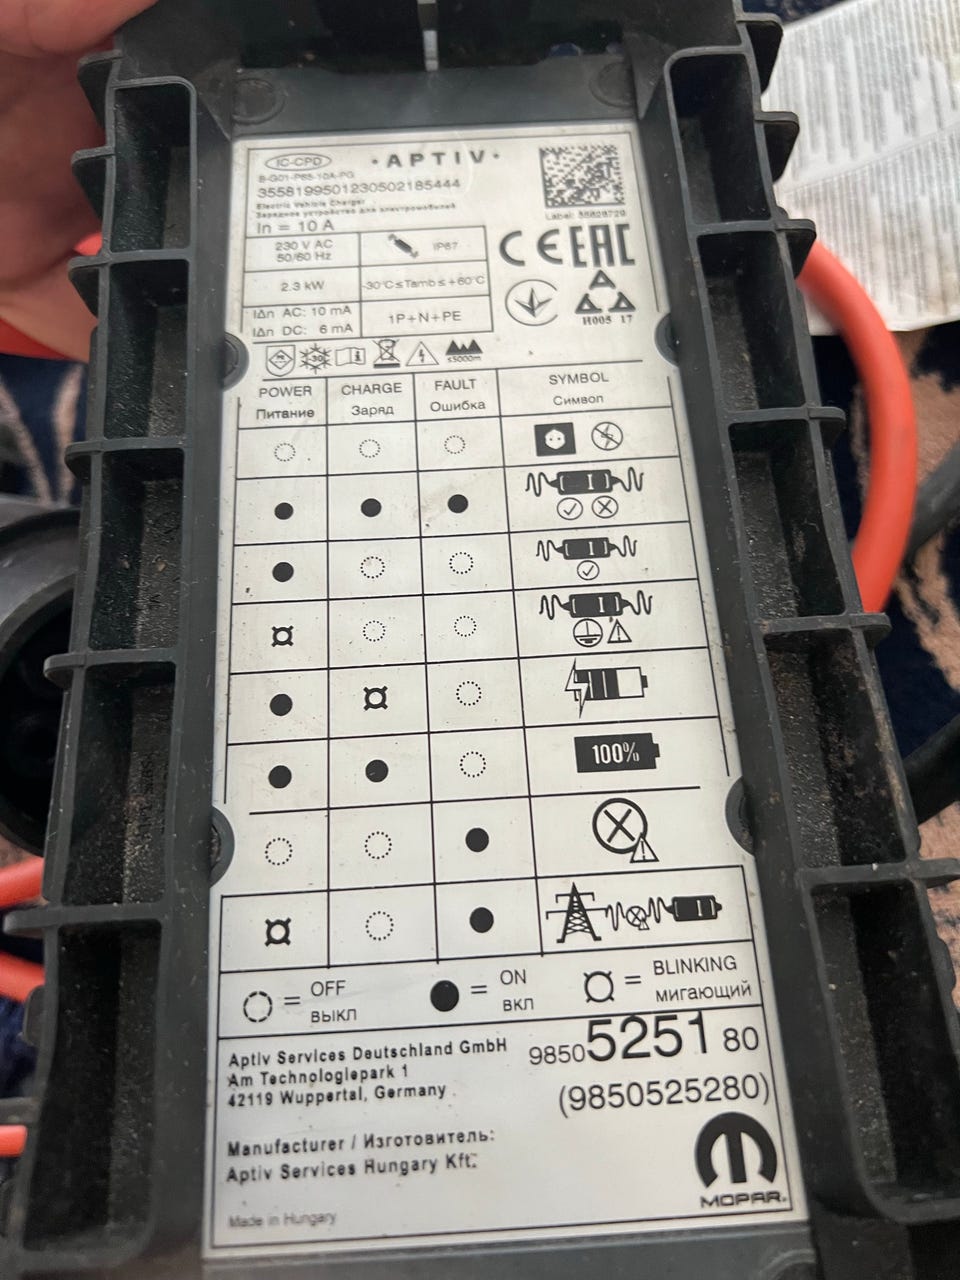 IC-CPD
• APTIV •
B-G01-P65-10A-PG
3558199501230502185444
Electric Vehicle Charger
Зарядное устройство для электромобилей
In = 10 A
230 V AC
50/60 Hz
IP67
2.3 kW
-30°C≤Tamb≤+60°C
IΔn AC: 10 mA
IΔn DC: 6 mA
1P+N+PE
CE EAC
H005 17
-30
≤5000m
POWER CHARGE FAULT SYMBOL
Питание Заряд Ошибка Символ
100%
= OFF = ON = BLINKING
ВЫКЛ ВКЛ мигающий
Aptiv Services Deutschland GmbH
Am Technologiepark 1
42119 Wuppertal, Germany
9850525180
(9850525280)
Manufacturer / Изготовитель:
Aptiv Services Hungary Kft.
MOPAR®
Made in Hungary